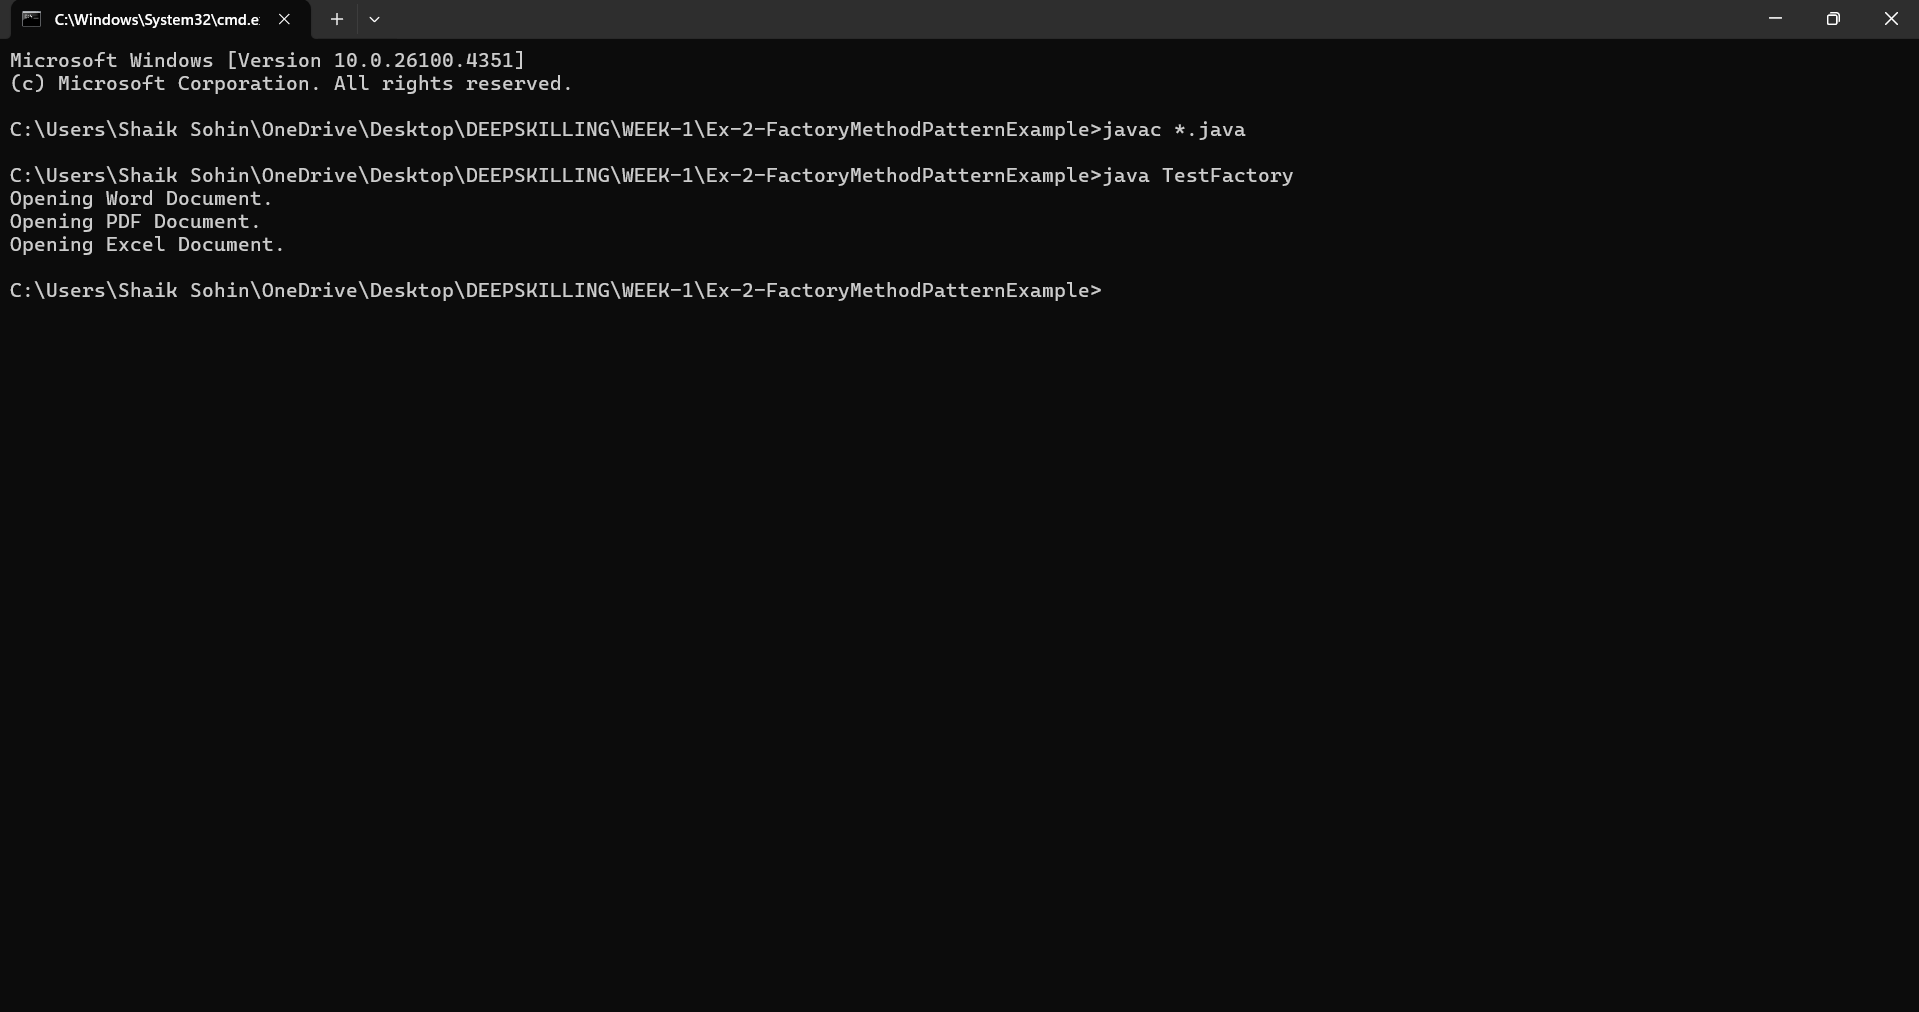 C:\Windows\System32\cmd.e
Microsoft Windows [Version 10.0.26100.4351]
(c) Microsoft Corporation. All rights reserved.
C:\Users\Shaik Sohin\OneDrive\Desktop\DEEPSKILLING\WEEK-1\Ex-2-FactoryMethodPatternExample>javac *.java
C:\Users\Shaik Sohin\OneDrive\Desktop\DEEPSKILLING\WEEK-1\Ex-2-FactoryMethodPatternExample>java TestFactory
Opening Word Document.
Opening PDF Document.
Opening Excel Document.
C:\Users\Shaik Sohin\OneDrive\Desktop\DEEPSKILLING\WEEK-1\Ex-2-FactoryMethodPatternExample>